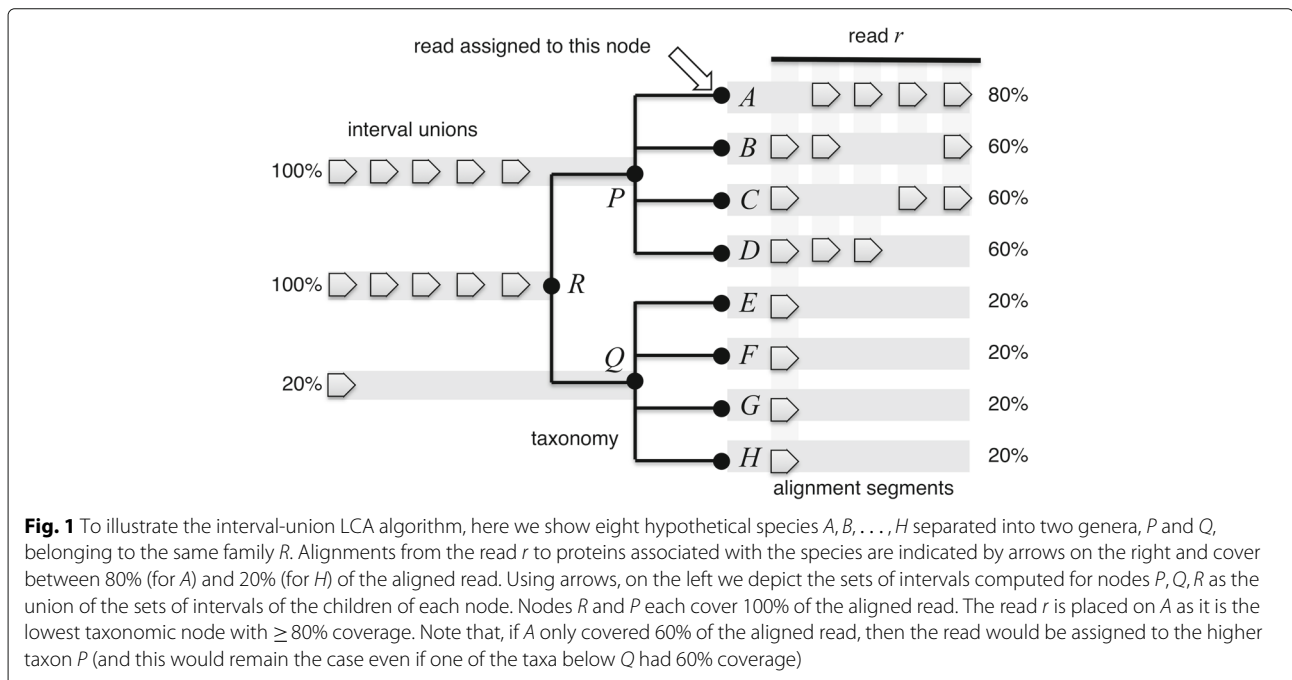 read assigned to this node
read r
A
80%
interval unions
B
60%
100%
P
C
60%
D
60%
100%
R
E
20%
Q
F
20%
20%
G
20%
taxonomy
H
20%
alignment segments
Fig. 1 To illustrate the interval-union LCA algorithm, here we show eight hypothetical species A, B, . . . , H separated into two genera, P and Q,
belonging to the same family R. Alignments from the read r to proteins associated with the species are indicated by arrows on the right and cover
between 80% (for A) and 20% (for H) of the aligned read. Using arrows, on the left we depict the sets of intervals computed for nodes P, Q, R as the
union of the sets of intervals of the children of each node. Nodes R and P each cover 100% of the aligned read. The read r is placed on A as it is the
lowest taxonomic node with ≥ 80% coverage. Note that, if A only covered 60% of the aligned read, then the read would be assigned to the higher
taxon P (and this would remain the case even if one of the taxa below Q had 60% coverage)